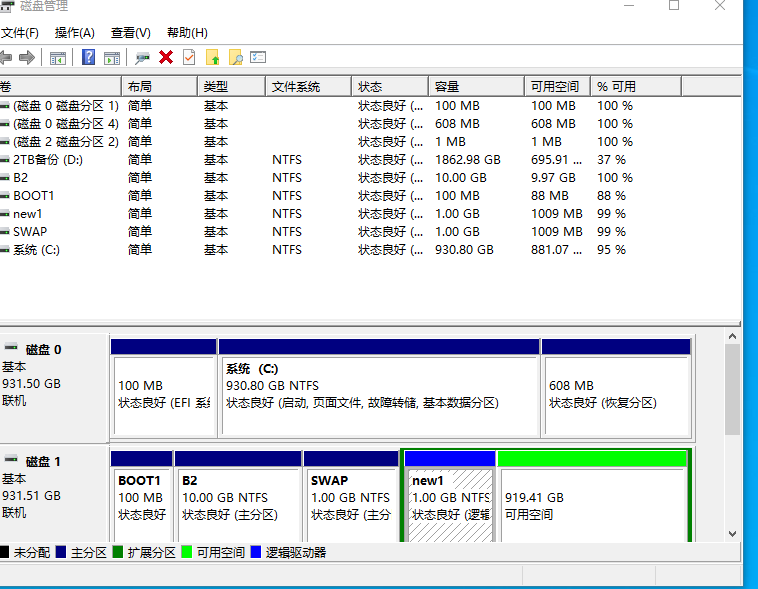 磁盘管理
文件(F) 操作(A) 查看(V) 帮助(H)
卷 布局 类型 文件系统 状态 容量 可用空间 % 可用
(磁盘 0 磁盘分区 1) 简单 基本 状态良好 (... 100 MB 100 MB 100 %
(磁盘 0 磁盘分区 4) 简单 基本 状态良好 (... 608 MB 608 MB 100 %
(磁盘 2 磁盘分区 2) 简单 基本 状态良好 (... 1 MB 1 MB 100 %
2TB备份 (D:) 简单 基本 NTFS 状态良好 (... 1862.98 GB 695.91 ... 37 %
B2 简单 基本 NTFS 状态良好 (... 10.00 GB 9.97 GB 100 %
BOOT1 简单 基本 NTFS 状态良好 (... 100 MB 88 MB 88 %
new1 简单 基本 NTFS 状态良好 (... 1.00 GB 1009 MB 99 %
SWAP 简单 基本 NTFS 状态良好 (... 1.00 GB 1009 MB 99 %
系统 (C:) 简单 基本 NTFS 状态良好 (... 930.80 GB 881.07 ... 95 %
磁盘 0
基本
931.50 GB
联机
100 MB
状态良好 (EFI 系统
系统 (C:)
930.80 GB NTFS
状态良好 (启动, 页面文件, 故障转储, 基本数据分区)
608 MB
状态良好 (恢复分区)
磁盘 1
基本
931.51 GB
联机
BOOT1
100 MB
状态良好
B2
10.00 GB NTFS
状态良好 (主分区)
SWAP
1.00 GB NTFS
状态良好 (主分
new1
1.00 GB NTFS
状态良好 (逻辑
919.41 GB
可用空间
未分配 主分区 扩展分区 可用空间 逻辑驱动器